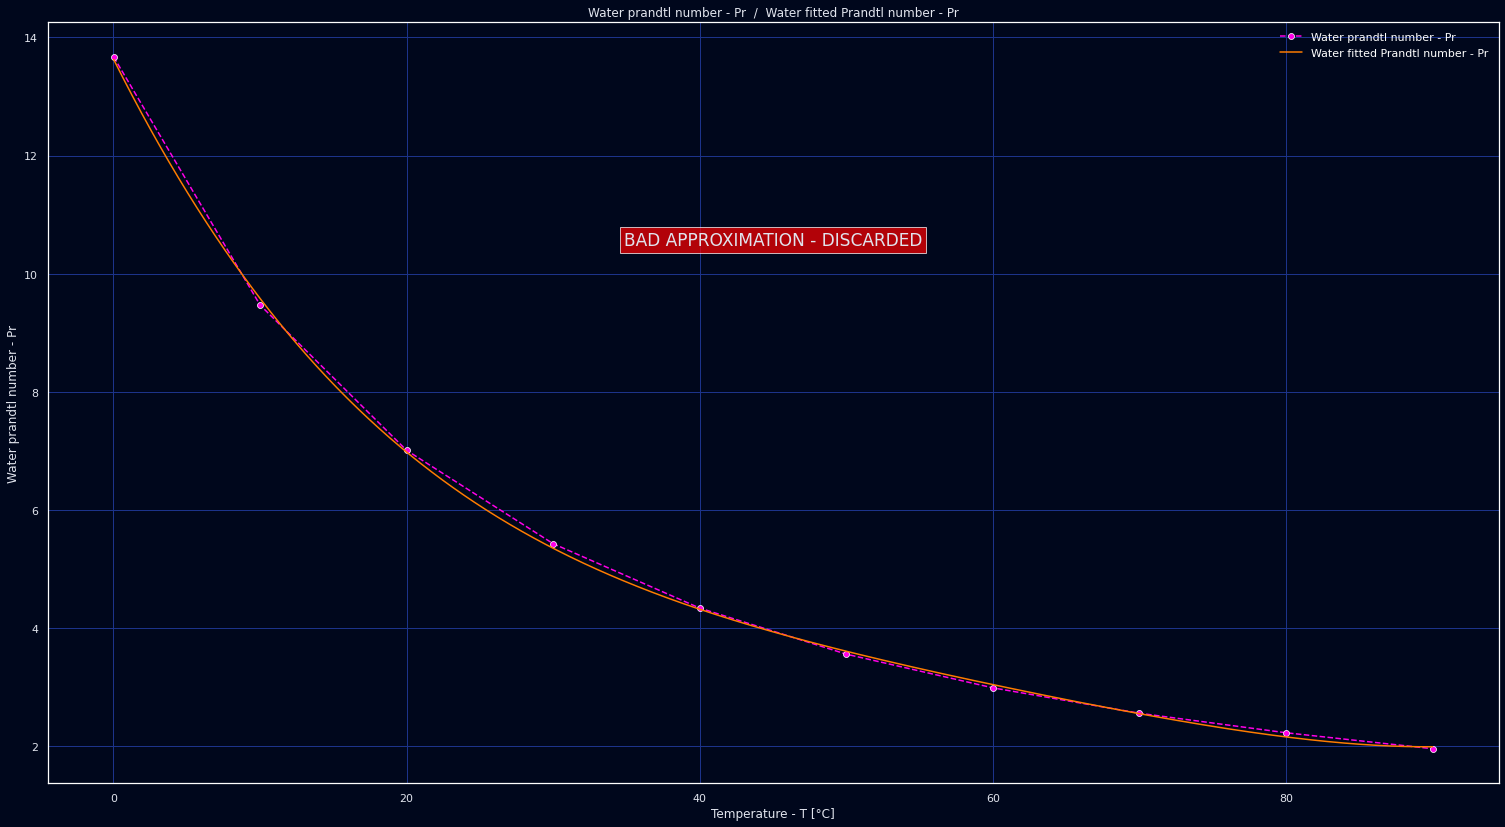 Water prandtl number - Pr  /  Water fitted Prandtl number - Pr
Water prandtl number - Pr
Water fitted Prandtl number - Pr
BAD APPROXIMATION - DISCARDED
Water prandtl number - Pr
14
12
10
8
6
4
2
0
20
40
60
80
Temperature - T [°C]